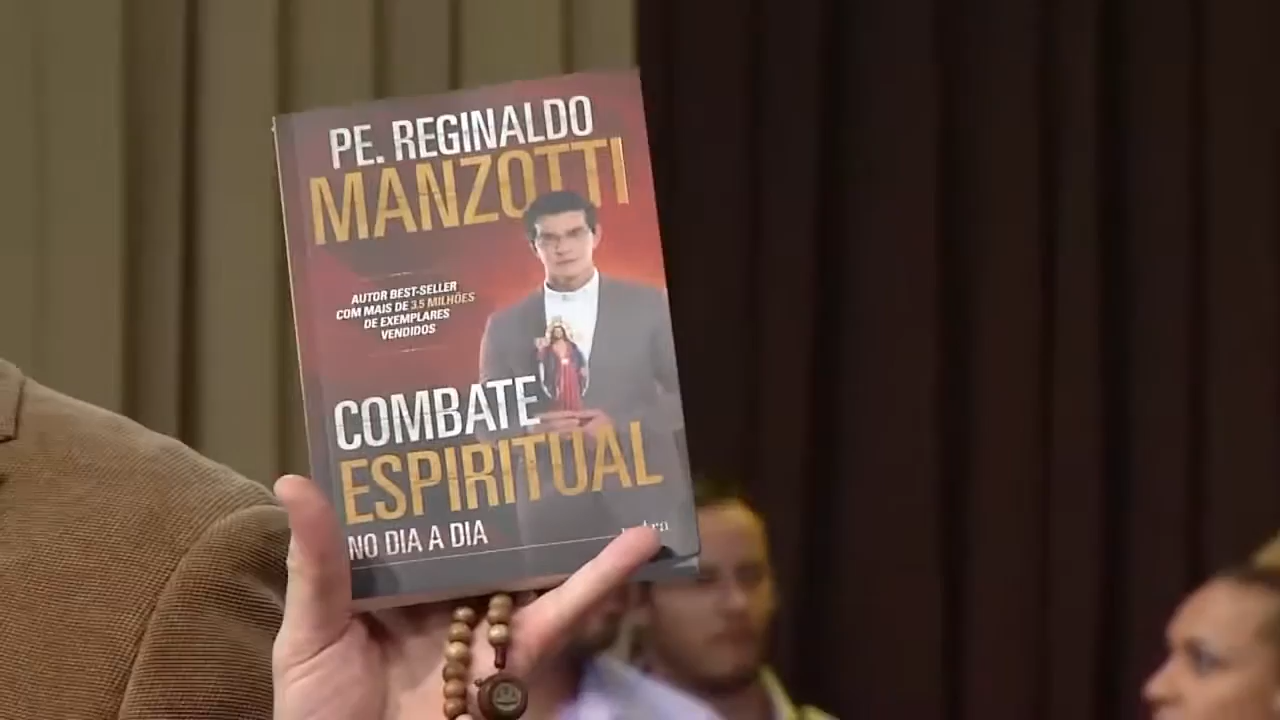 PE. REGINALDO
MANZOTTI
AUTOR BEST-SELLER
COM MAIS DE 3.5 MILHÕES
DE EXEMPLARES
VENDIDOS
COMBATE
ESPIRITUAL
NO DIA A DIA